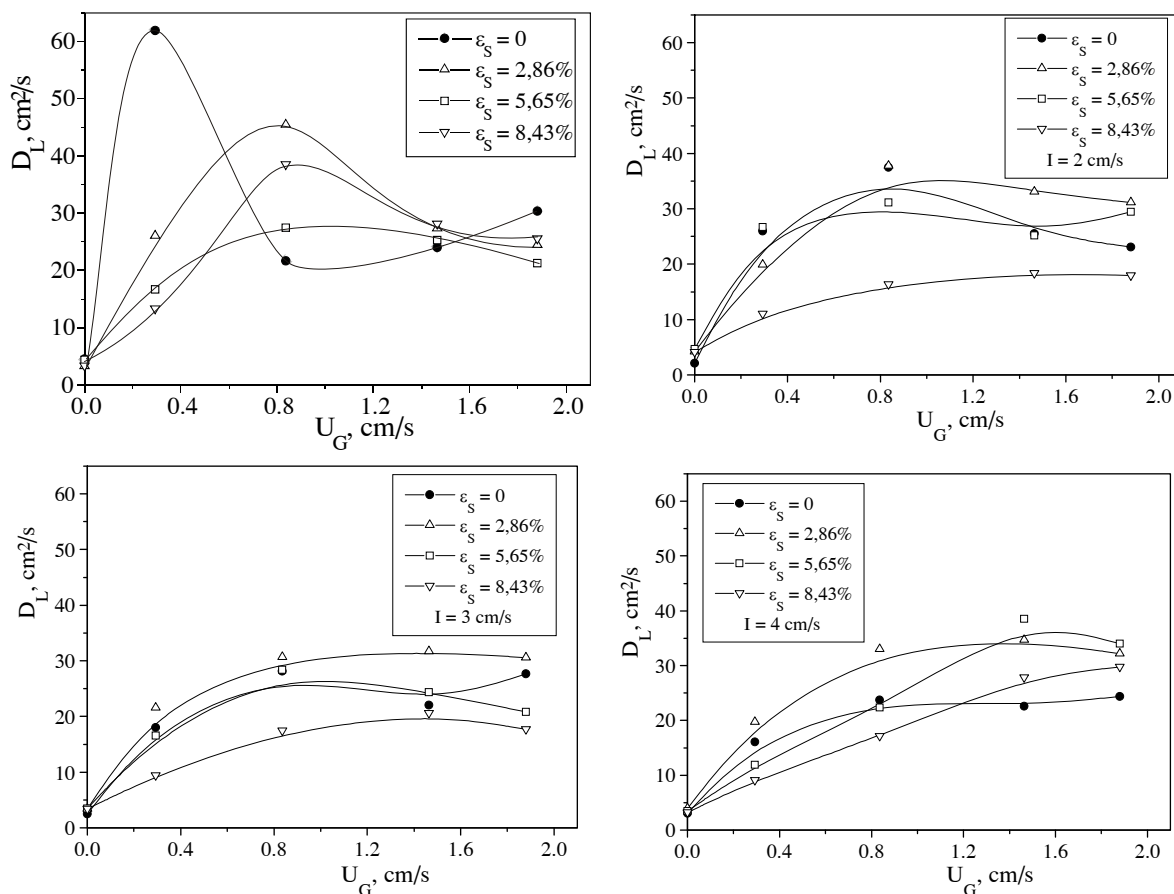 60
50
40
30
20
10
0
D_L, cm²/s
0.0 0.4 0.8 1.2 1.6 2.0
U_G, cm/s
ε_S = 0
ε_S = 2,86%
ε_S = 5,65%
ε_S = 8,43%
60
50
40
30
20
10
0
D_L, cm²/s
0.0 0.4 0.8 1.2 1.6 2.0
U_G, cm/s
ε_S = 0
ε_S = 2,86%
ε_S = 5,65%
ε_S = 8,43%
I = 2 cm/s
60
50
40
30
20
10
0
D_L, cm²/s
0.0 0.4 0.8 1.2 1.6 2.0
U_G, cm/s
ε_S = 0
ε_S = 2,86%
ε_S = 5,65%
ε_S = 8,43%
I = 3 cm/s
60
50
40
30
20
10
0
D_L, cm²/s
0.0 0.4 0.8 1.2 1.6 2.0
U_G, cm/s
ε_S = 0
ε_S = 2,86%
ε_S = 5,65%
ε_S = 8,43%
I = 4 cm/s